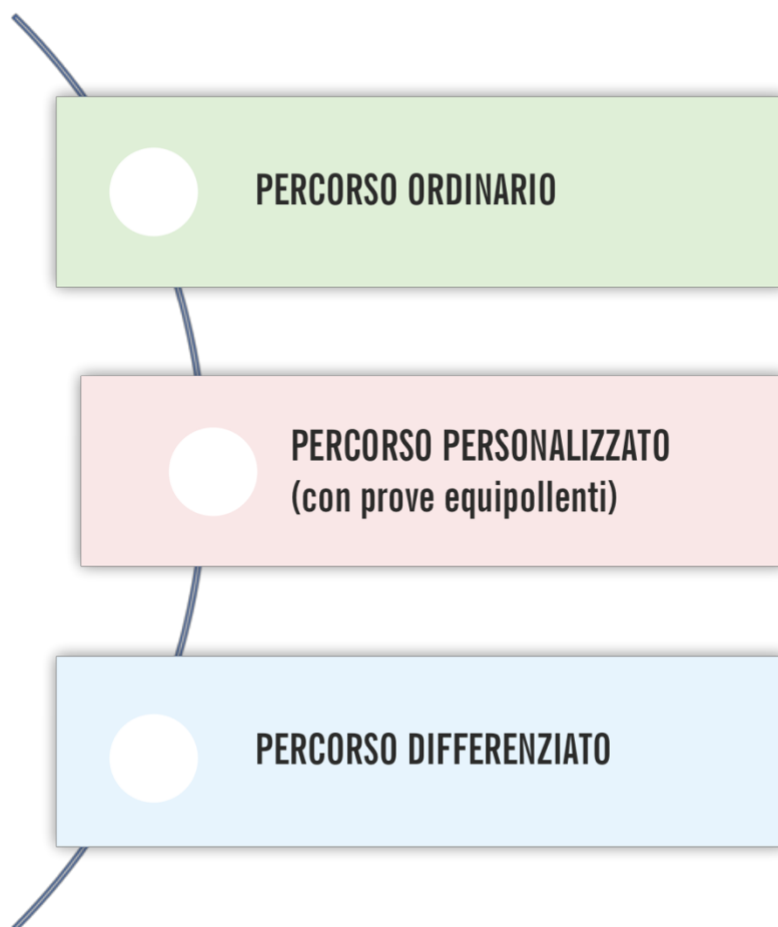 PERCORSO ORDINARIO
PERCORSO PERSONALIZZATO
(con prove equipollenti)
PERCORSO DIFFERENZIATO